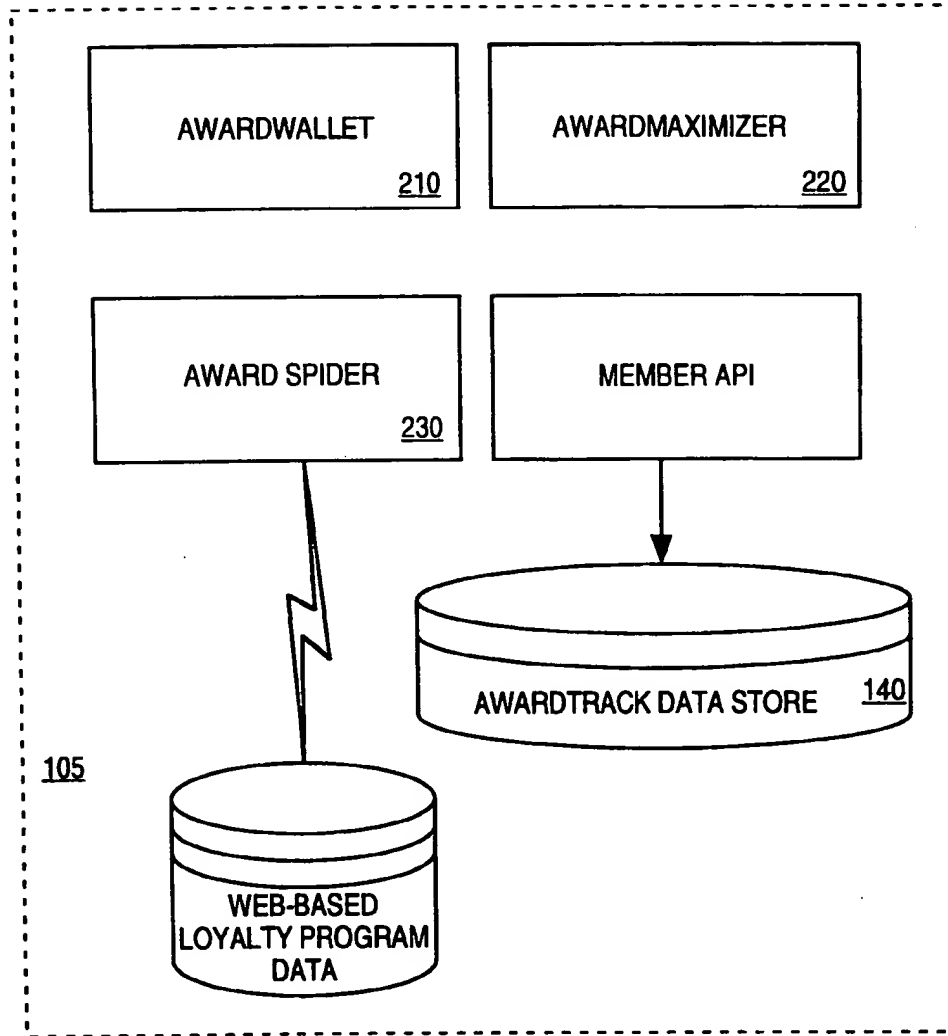 AWARDWALLET
210
AWARDMAXIMIZER
220
AWARD SPIDER
230
MEMBER API
AWARDTRACK DATA STORE
140
105
WEB-BASED
LOYALTY PROGRAM
DATA